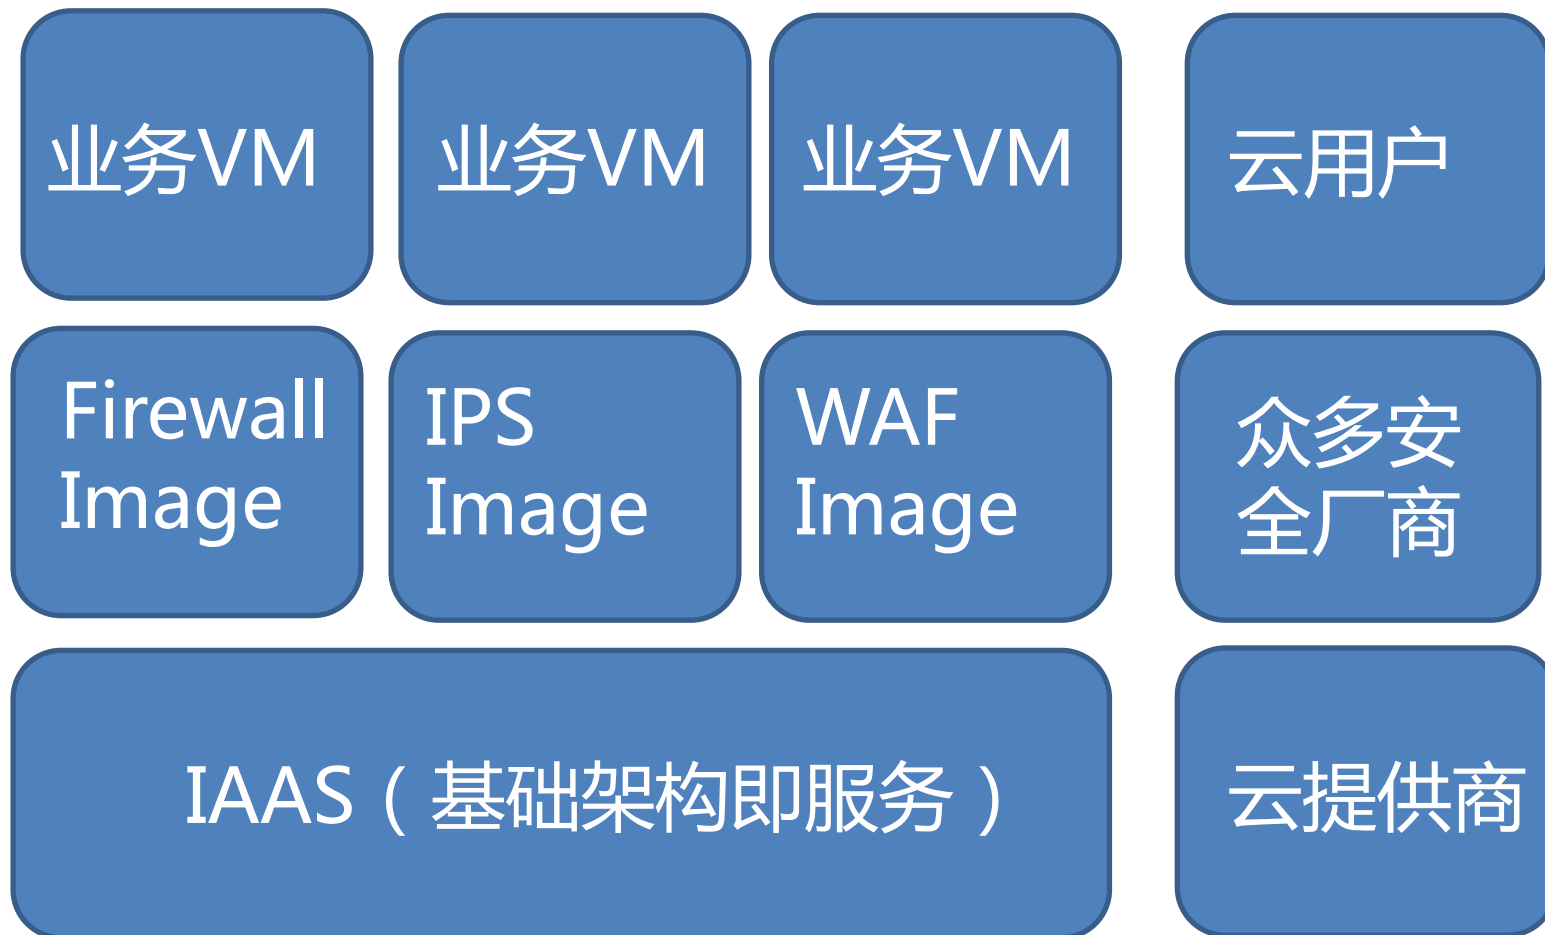 业务VM
业务VM
业务VM
云用户
Firewall
Image
IPS
Image
WAF
Image
众多安
全厂商
IAAS（基础架构即服务）
云提供商